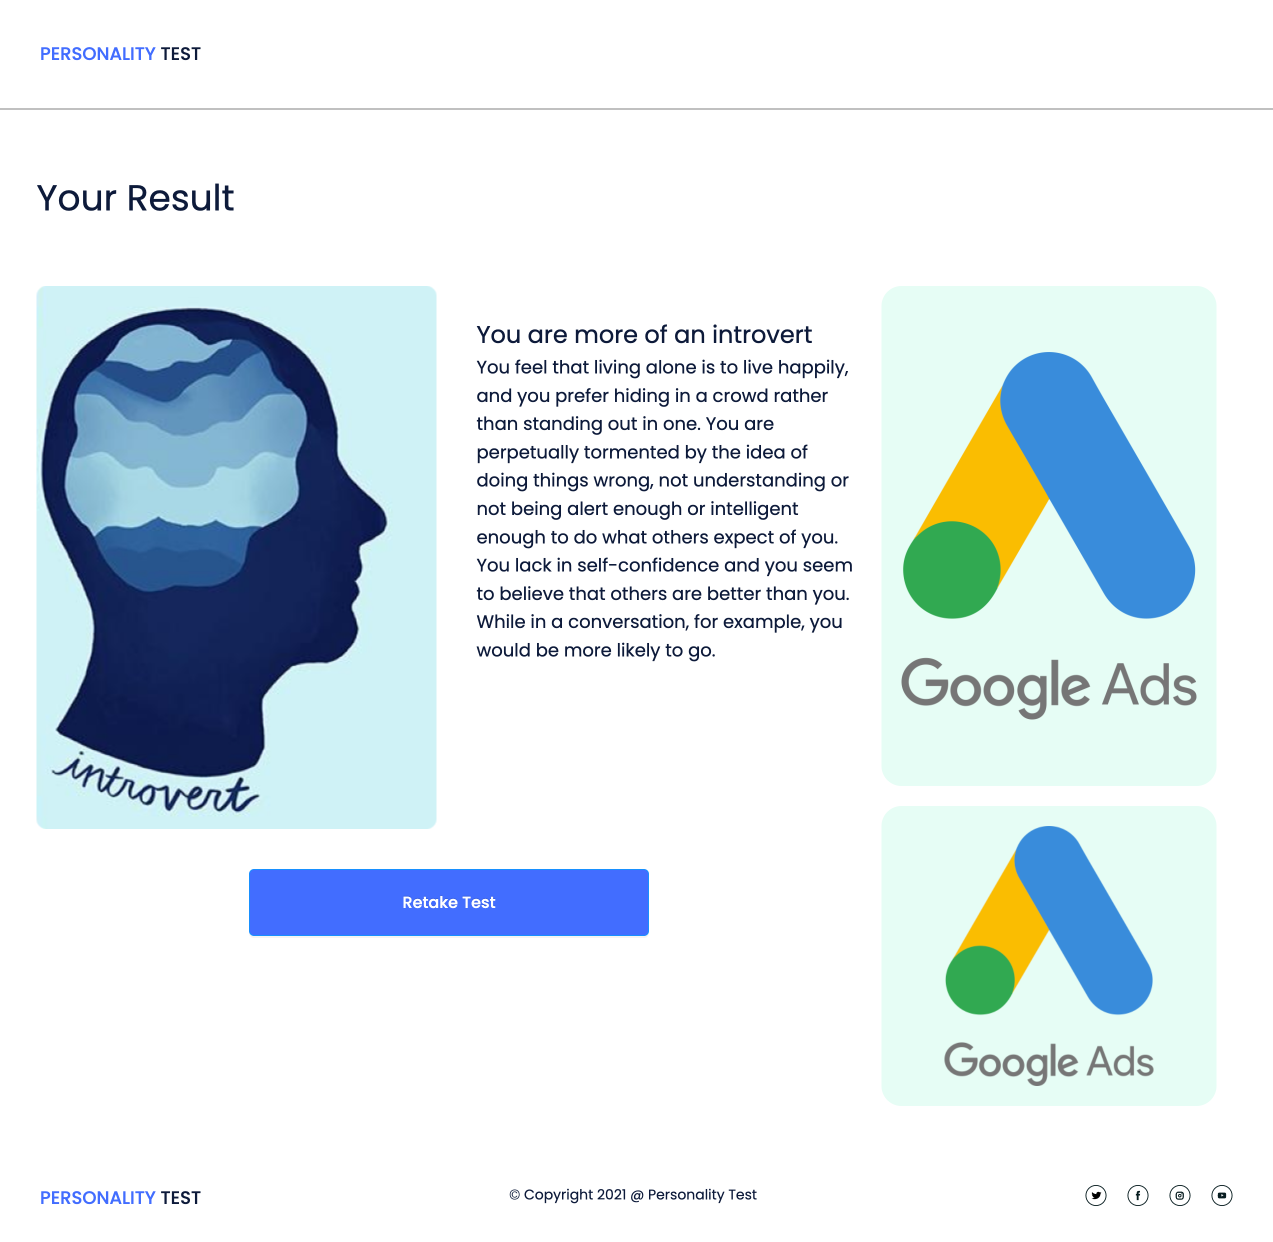 PERSONALITY TEST
Your Result
introvert
You are more of an introvert
You feel that living alone is to live happily,
and you prefer hiding in a crowd rather
than standing out in one. You are
perpetually tormented by the idea of
doing things wrong, not understanding or
not being alert enough or intelligent
enough to do what others expect of you.
You lack in self-confidence and you seem
to believe that others are better than you.
While in a conversation, for example, you
would be more likely to go.
Google Ads
Retake Test
Google Ads
PERSONALITY TEST
© Copyright 2021 @ Personality Test